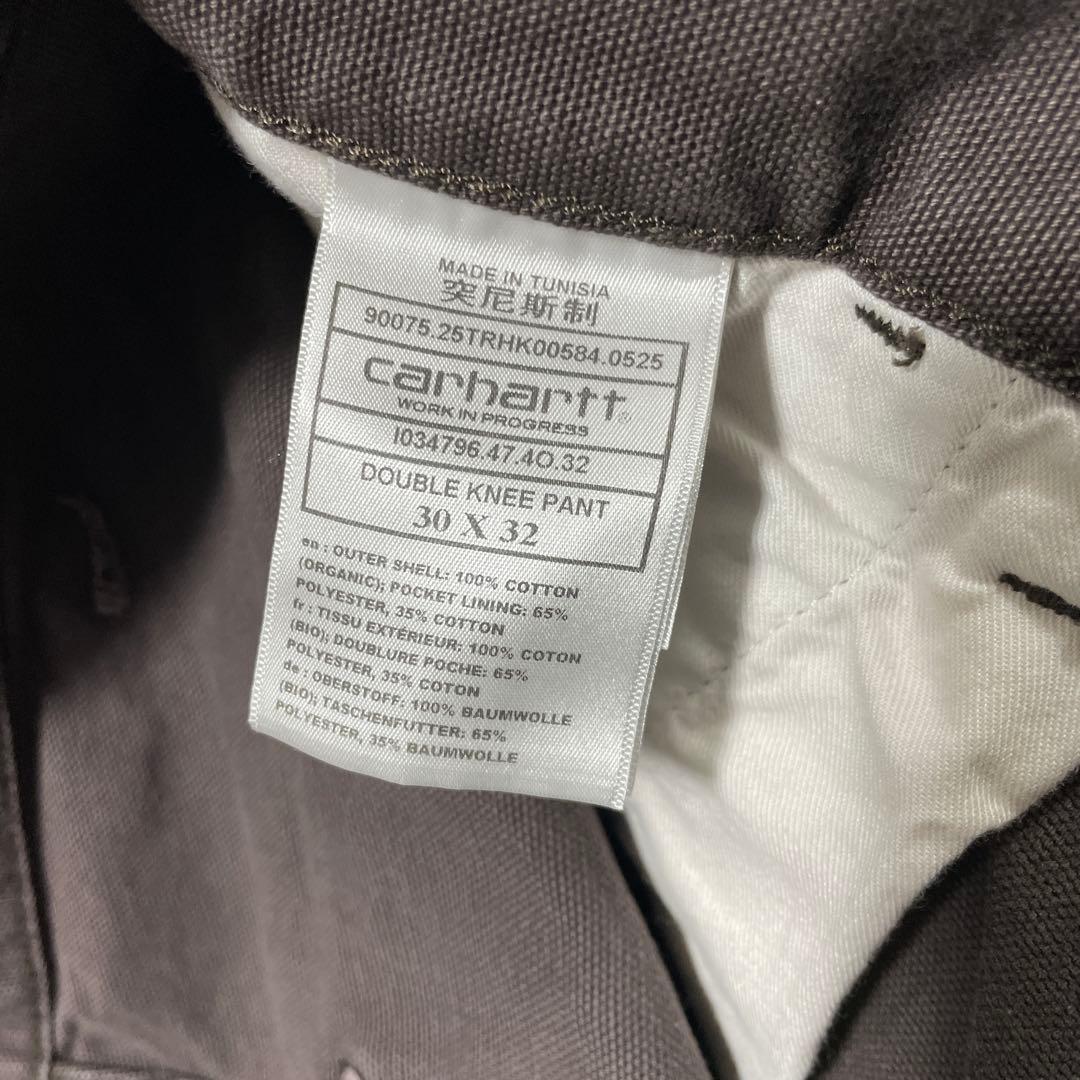 MADE IN TUNISIA
突尼斯制
90075.25TRHK00584.0525
carhartt®
WORK IN PROGRESS
I034796.47.4O.32
DOUBLE KNEE PANT
30 X 32
en : OUTER SHELL: 100% COTTON
(ORGANIC); POCKET LINING: 65%
POLYESTER, 35% COTTON
fr : TISSU EXTÉRIEUR: 100% COTON
(BIO); DOUBLURE POCHE: 65%
POLYESTER, 35% COTON
de : OBERSTOFF: 100% BAUMWOLLE
(BIO); TASCHENFUTTER: 65%
POLYESTER, 35% BAUMWOLLE